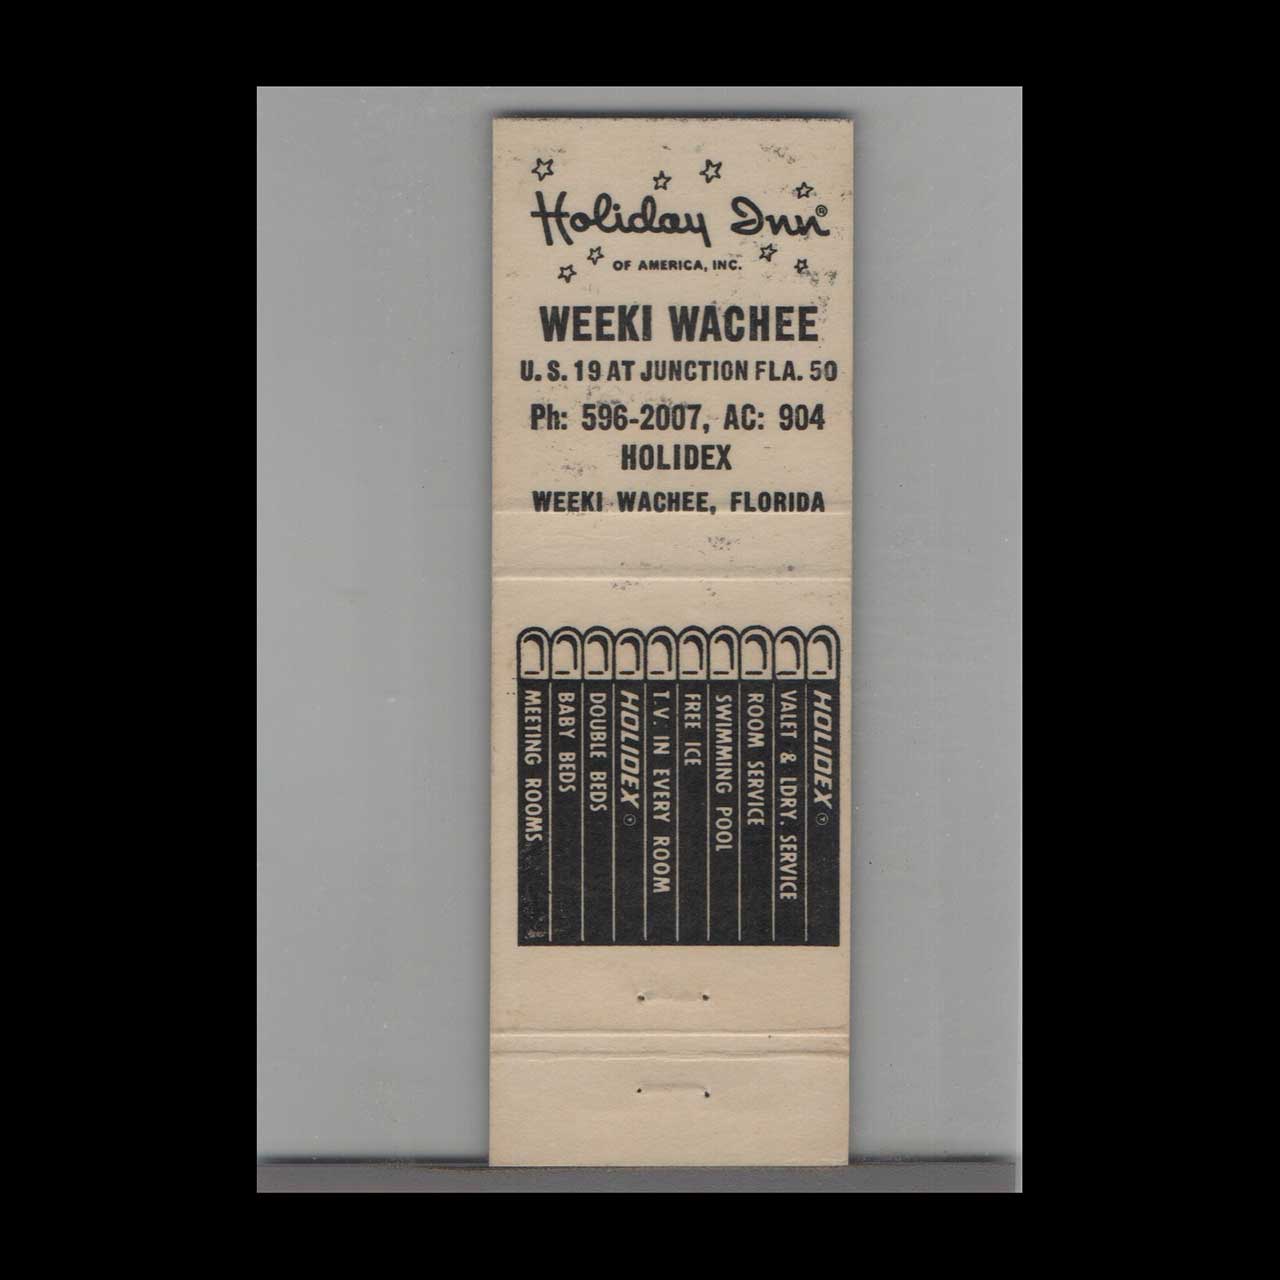 Holiday Inn®
OF AMERICA, INC.
WEEKI WACHEE
U.S. 19 AT JUNCTION FLA. 50
Ph: 596-2007, AC: 904
HOLIDEX
WEEKI WACHEE, FLORIDA
HOLIDEX
VALET & LDRY. SERVICE
ROOM SERVICE
SWIMMING POOL
FREE ICE
T.V. IN EVERY ROOM
HOLIDEX
DOUBLE BEDS
BABY BEDS
MEETING ROOMS